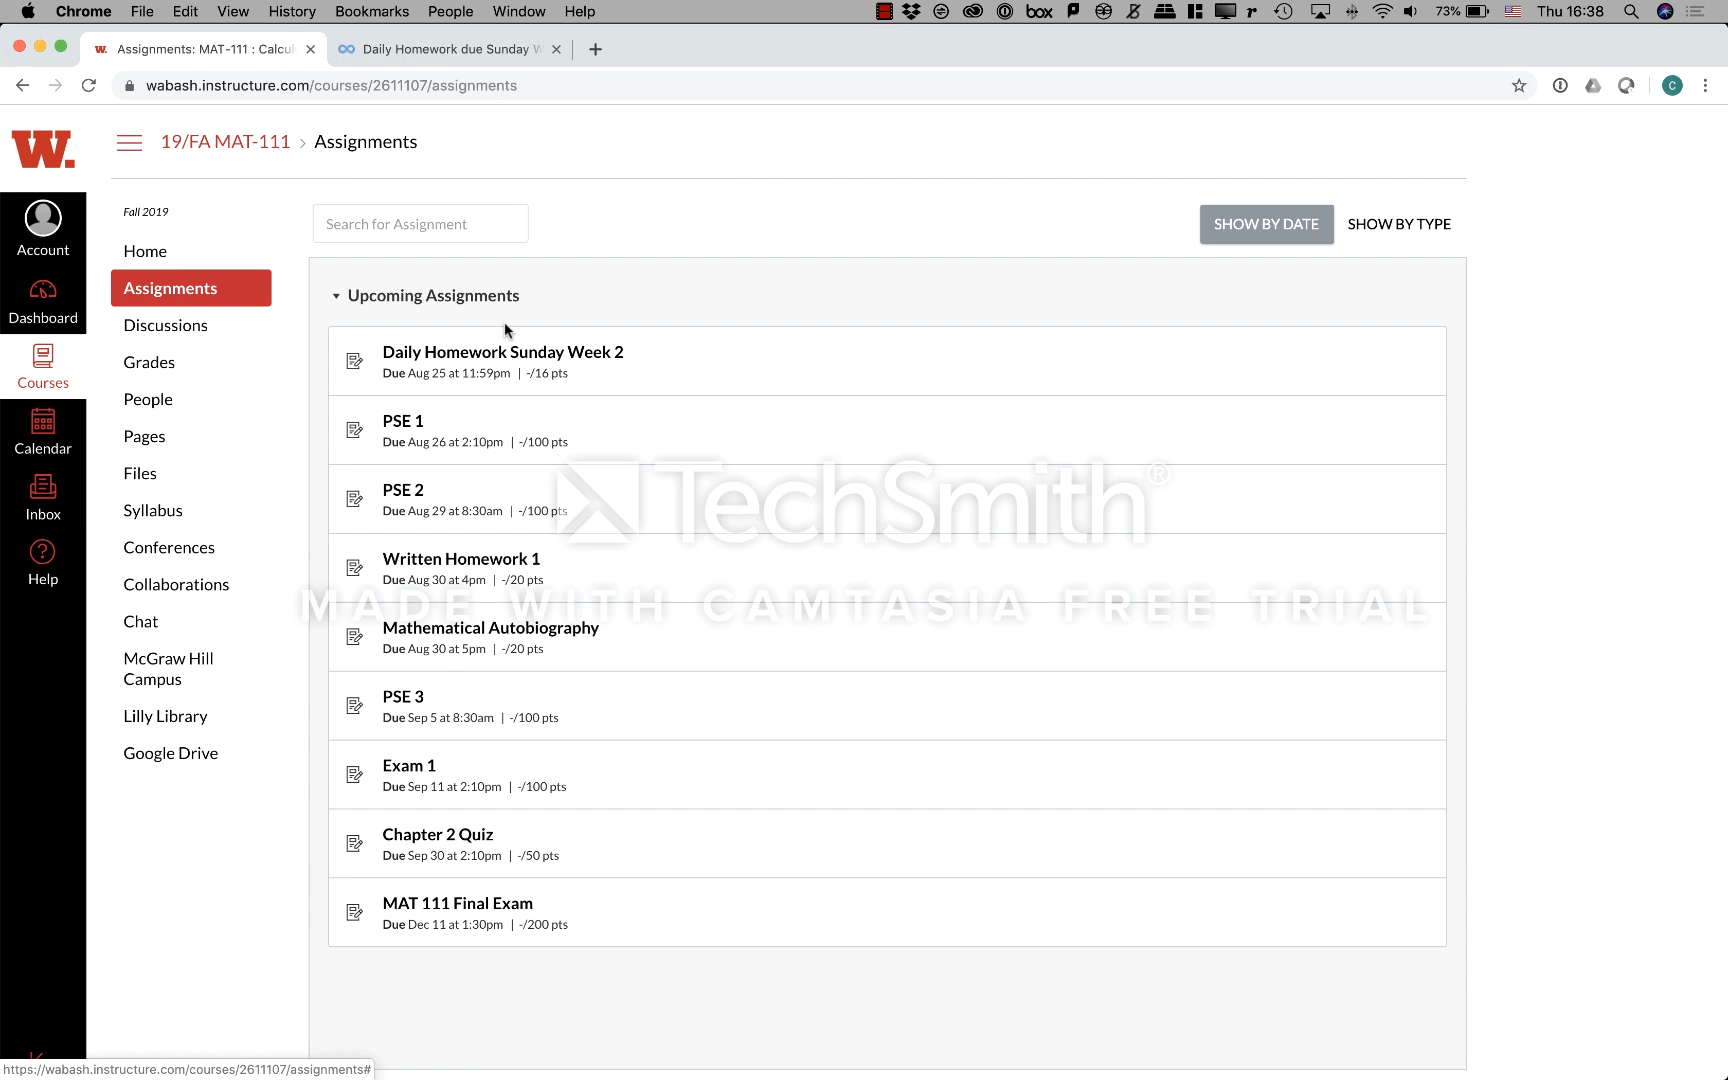 Chrome File Edit View History Bookmarks People Window Help box 73% Thu 16:38
W. Assignments: MAT-111 : Calcul Daily Homework due Sunday W
wabash.instructure.com/courses/2611107/assignments C
W.
19/FA MAT-111 > Assignments
Account
Dashboard
Courses
Calendar
Inbox
Help
Fall 2019
Home
Assignments
Discussions
Grades
People
Pages
Files
Syllabus
Conferences
Collaborations
Chat
McGraw Hill
Campus
Lilly Library
Google Drive
Search for Assignment
SHOW BY DATE SHOW BY TYPE
Upcoming Assignments
Daily Homework Sunday Week 2
Due Aug 25 at 11:59pm | -/16 pts
PSE 1
Due Aug 26 at 2:10pm | -/100 pts
PSE 2
Due Aug 29 at 8:30am | -/100 pts
Written Homework 1
Due Aug 30 at 4pm | -/20 pts
Mathematical Autobiography
Due Aug 30 at 5pm | -/20 pts
PSE 3
Due Sep 5 at 8:30am | -/100 pts
Exam 1
Due Sep 11 at 2:10pm | -/100 pts
Chapter 2 Quiz
Due Sep 30 at 2:10pm | -/50 pts
MAT 111 Final Exam
Due Dec 11 at 1:30pm | -/200 pts
TechSmith®
MADE WITH CAMTASIA FREE TRIAL
https://wabash.instructure.com/courses/2611107/assignments#